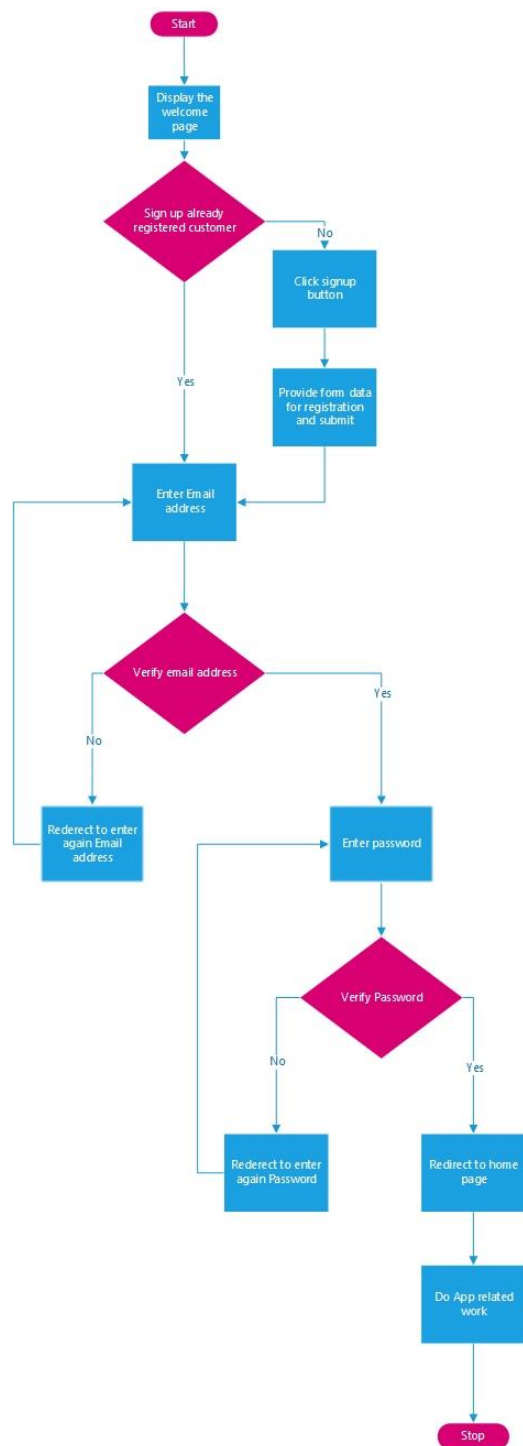 Start
Display the
welcome
page
Sign up already
registered customer
No
Click signup
button
Yes
Provide form data
for registration
and submit
Enter Email
address
Verify email address
Yes
No
Rederect to enter
again Email
address
Enter password
Verify Password
No
Yes
Rederect to enter
again Password
Redirect to home
page
Do App related
work
Stop